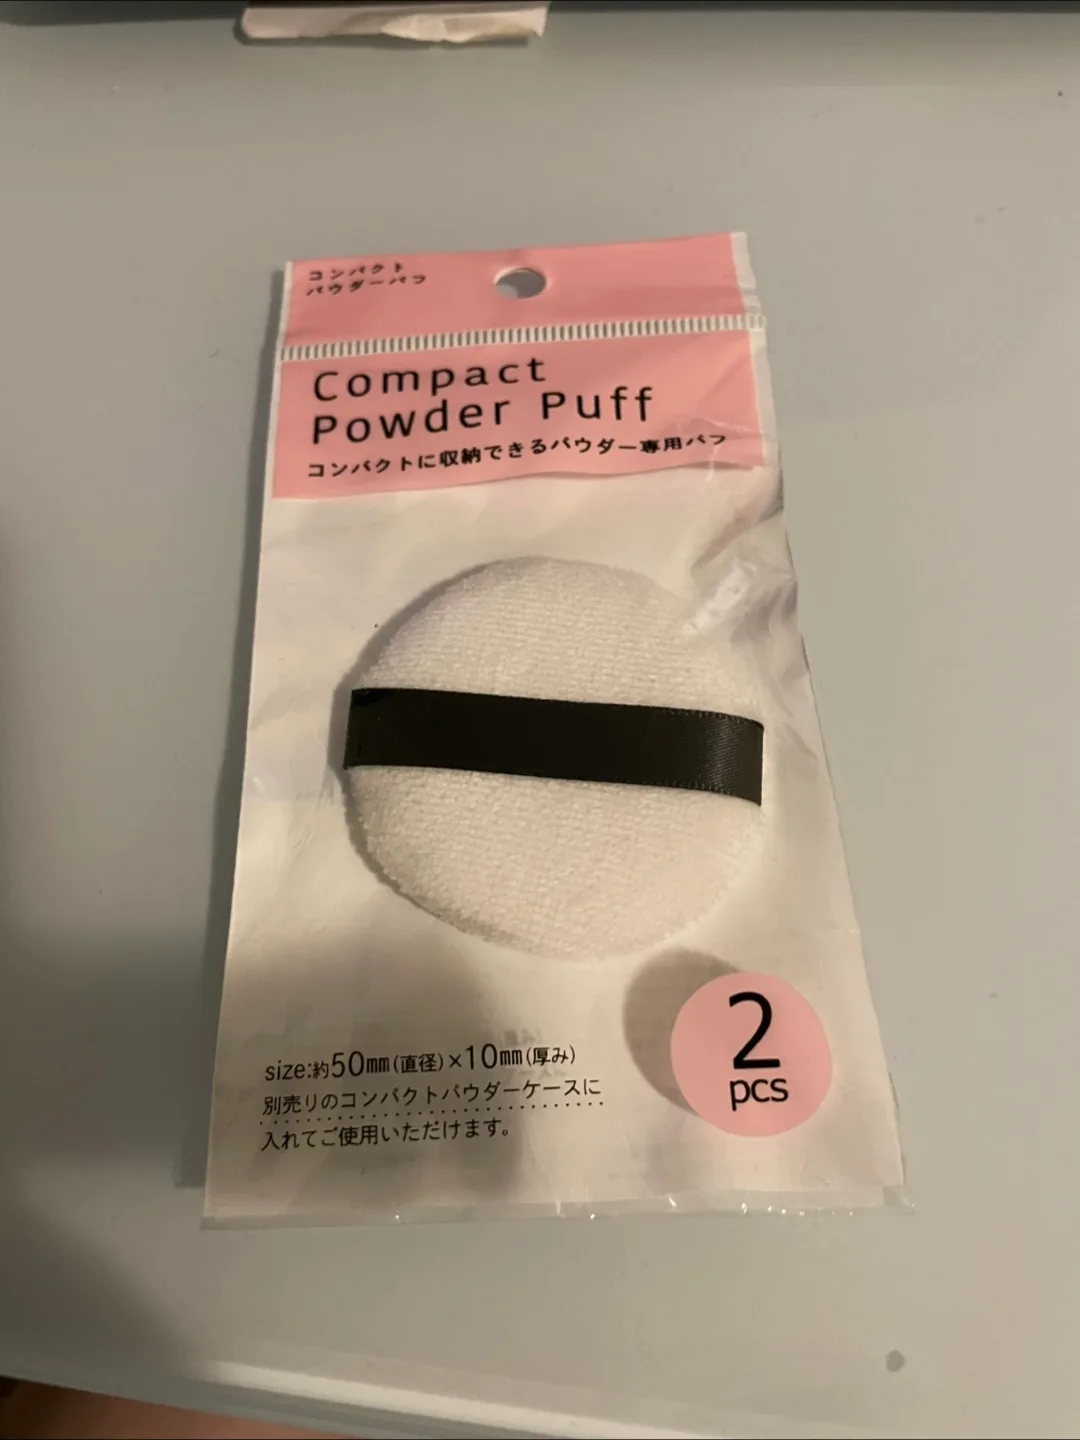 コンパクト
パウダーパフ
Compact
Powder Puff
コンパクトに収納できるパウダー専用パフ
size:約50mm(直径)×10mm(厚み)
別売りのコンパクトパウダーケースに
入れてご使用いただけます。
2
pcs